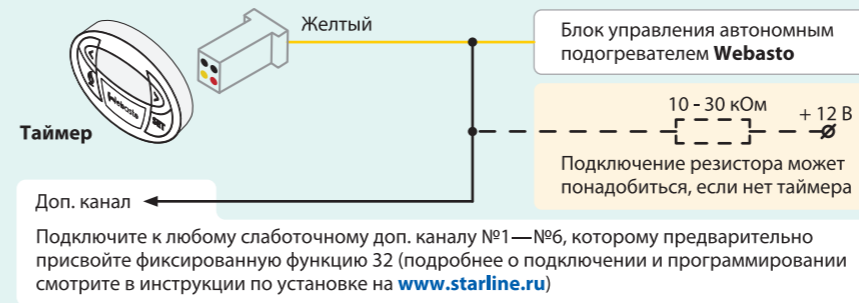 Желтый
Блок управления автономным
подогревателем Webasto
Webasto
SET
Таймер
10 - 30 кОм
+ 12 В
Подключение резистора может
понадобиться, если нет таймера
Доп. канал
Подключите к любому слаботочному доп. каналу №1—№6, которому предварительно
присвойте фиксированную функцию 32 (подробнее о подключении и программировании
смотрите в инструкции по установке на www.starline.ru)